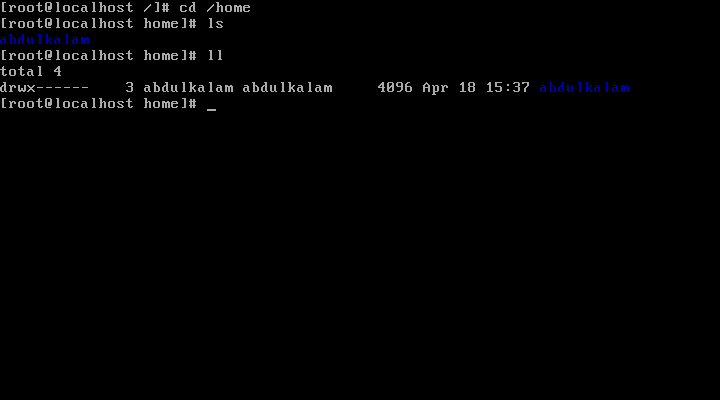 [root@localhost /]# cd /home
[root@localhost home]# ls
abdulkalam
[root@localhost home]# ll
total 4
drwx------    3 abdulkalam abdulkalam     4096 Apr 18 15:37 abdulkalam
[root@localhost home]# _